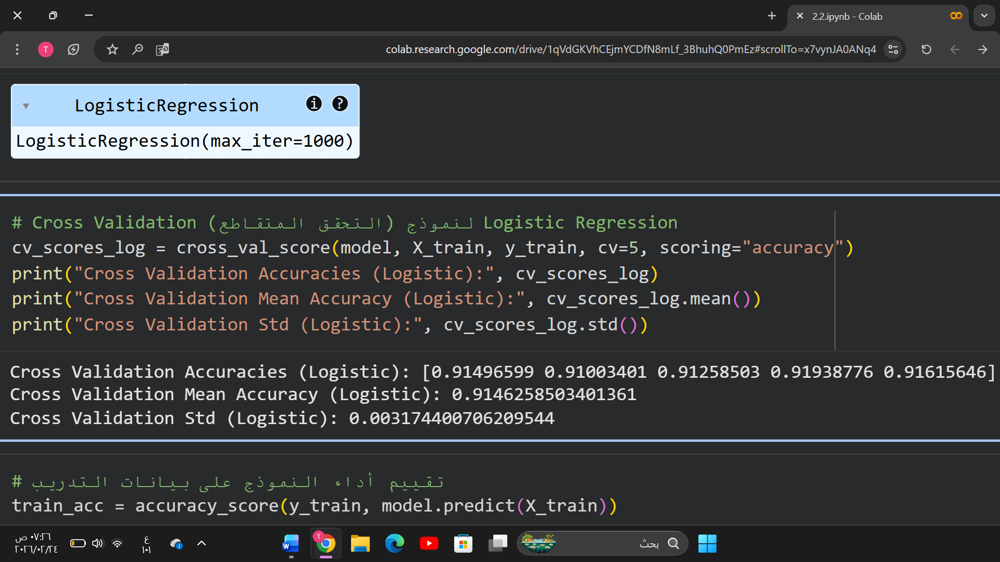 2.2.ipynb - Colab
colab.research.google.com/drive/1qVdGKVhCEjmYCDfN8mLf_3BhuhQ0PmEz#scrollTo=x7vynJA0ANq4
T
LogisticRegression
LogisticRegression(max_iter=1000)
# Cross Validation (التحقق المتقاطع) لنموذج Logistic Regression
cv_scores_log = cross_val_score(model, X_train, y_train, cv=5, scoring="accuracy")
print("Cross Validation Accuracies (Logistic):", cv_scores_log)
print("Cross Validation Mean Accuracy (Logistic):", cv_scores_log.mean())
print("Cross Validation Std (Logistic):", cv_scores_log.std())
Cross Validation Accuracies (Logistic): [0.91496599 0.91003401 0.91258503 0.91938776 0.91615646]
Cross Validation Mean Accuracy (Logistic): 0.9146258503401361
Cross Validation Std (Logistic): 0.003174400706209544
# تقييم أداء النموذج على بيانات التدريب
train_acc = accuracy_score(y_train, model.predict(X_train))
بحث
ع
١٠١
٠٧:٢٦ ص
٢٠٢٦/٠٢/٢٤